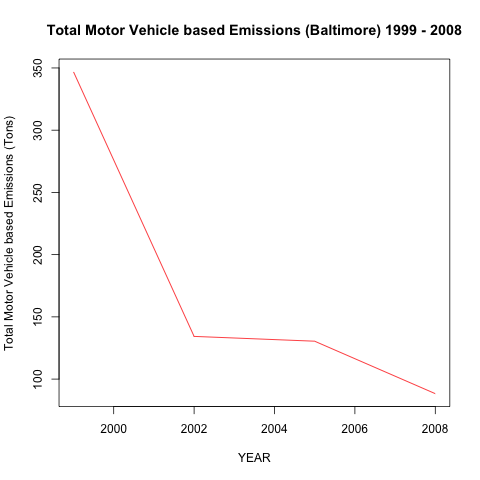 Total Motor Vehicle based Emissions (Baltimore) 1999 - 2008
Total Motor Vehicle based Emissions (Tons)
350
300
250
200
150
100
2000 2002 2004 2006 2008
YEAR